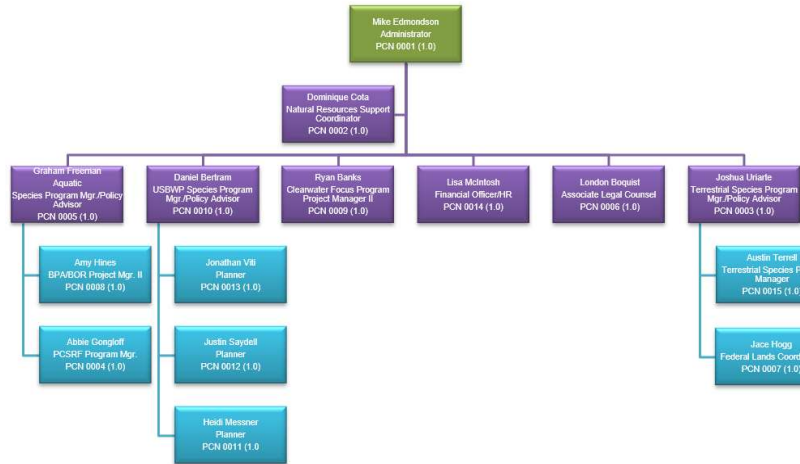 Mike Edmondson
Administrator
PCN 0001 (1.0)
Dominique Cota
Natural Resources Support
Coordinator
PCN 0002 (1.0)
Graham Freeman
Aquatic
Species Program Mgr./Policy
Advisor
PCN 0005 (1.0)
Daniel Bertram
USBWP Species Program
Mgr./Policy Advisor
PCN 0010 (1.0)
Ryan Banks
Clearwater Focus Program
Project Manager II
PCN 0009 (1.0)
Lisa McIntosh
Financial Officer/HR
PCN 0014 (1.0)
London Boquist
Associate Legal Counsel
PCN 0006 (1.0)
Joshua Uriarte
Terrestrial Species Program
Mgr./Policy Advisor
PCN 0003 (1.0)
Amy Hines
BPA/BOR Project Mgr. II
PCN 0008 (1.0)
Abbie Gongloff
PCSRF Program Mgr.
PCN 0004 (1.0)
Jonathan Viti
Planner
PCN 0013 (1.0)
Justin Saydell
Planner
PCN 0012 (1.0)
Heidi Messner
Planner
PCN 0011 (1.0
Austin Terrell
Terrestrial Species
Manager
PCN 0015 (1.0)
Jace Hogg
Federal Lands
PCN 0007 (1.0)